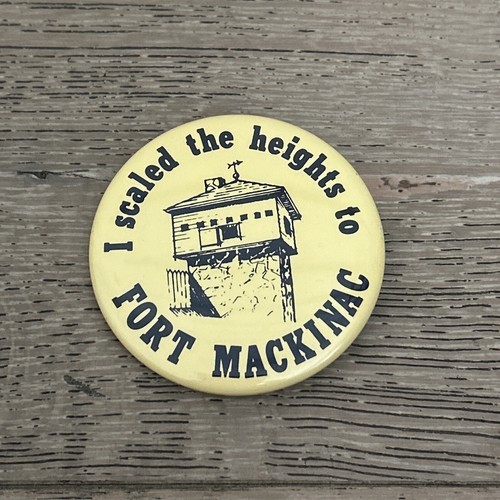 I scaled the heights to
FORT MACKINAC